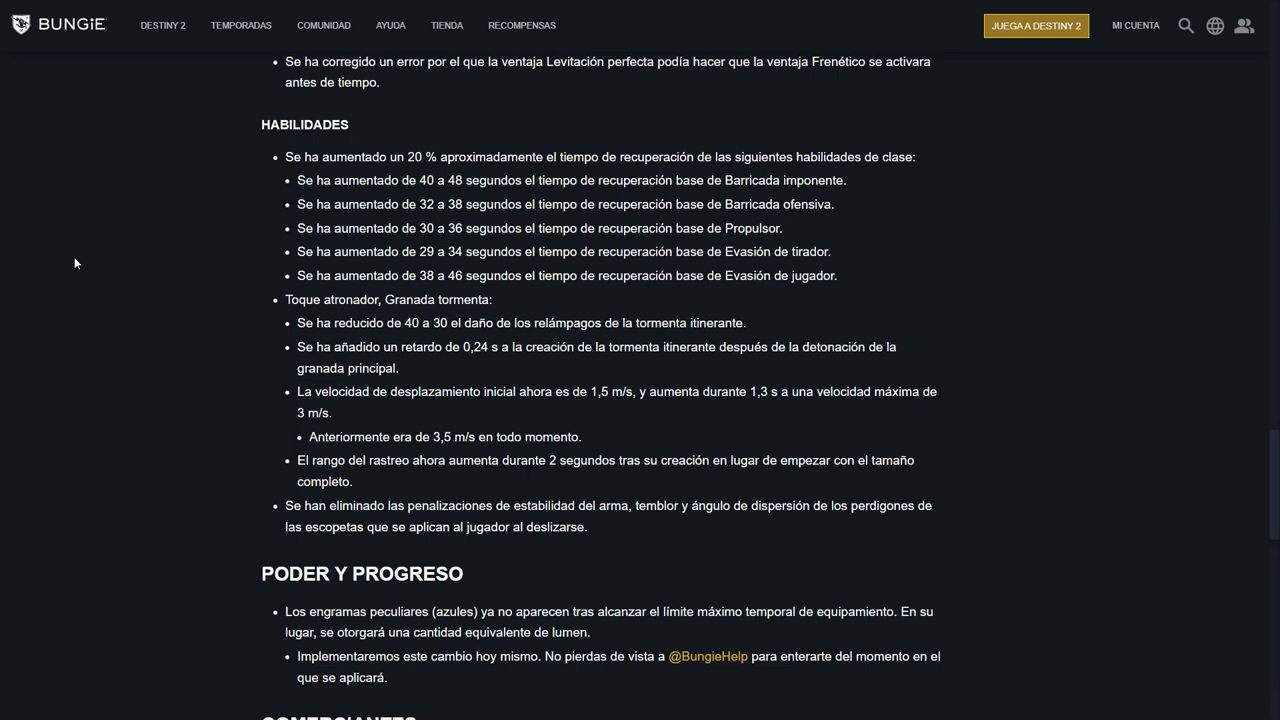 BUNGiE
DESTINY 2
TEMPORADAS
COMUNIDAD
AYUDA
TIENDA
RECOMPENSAS
JUEGA A DESTINY 2
MI CUENTA
• Se ha corregido un error por el que la ventaja Levitación perfecta podía hacer que la ventaja Frenético se activara
antes de tiempo.
HABILIDADES
• Se ha aumentado un 20 % aproximadamente el tiempo de recuperación de las siguientes habilidades de clase:
• Se ha aumentado de 40 a 48 segundos el tiempo de recuperación base de Barricada imponente.
• Se ha aumentado de 32 a 38 segundos el tiempo de recuperación base de Barricada ofensiva.
• Se ha aumentado de 30 a 36 segundos el tiempo de recuperación base de Propulsor.
• Se ha aumentado de 29 a 34 segundos el tiempo de recuperación base de Evasión de tirador.
• Se ha aumentado de 38 a 46 segundos el tiempo de recuperación base de Evasión de jugador.
• Toque atronador, Granada tormenta:
• Se ha reducido de 40 a 30 el daño de los relámpagos de la tormenta itinerante.
• Se ha añadido un retardo de 0,24 s a la creación de la tormenta itinerante después de la detonación de la
granada principal.
• La velocidad de desplazamiento inicial ahora es de 1,5 m/s, y aumenta durante 1,3 s a una velocidad máxima de
3 m/s.
• Anteriormente era de 3,5 m/s en todo momento.
• El rango del rastreo ahora aumenta durante 2 segundos tras su creación en lugar de empezar con el tamaño
completo.
• Se han eliminado las penalizaciones de estabilidad del arma, temblor y ángulo de dispersión de los perdigones de
las escopetas que se aplican al jugador al deslizarse.
PODER Y PROGRESO
• Los engramas peculiares (azules) ya no aparecen tras alcanzar el límite máximo temporal de equipamiento. En su
lugar, se otorgará una cantidad equivalente de lumen.
• Implementaremos este cambio hoy mismo. No pierdas de vista a @BungieHelp para enterarte del momento en el
que se aplicará.
COMERCIANTES